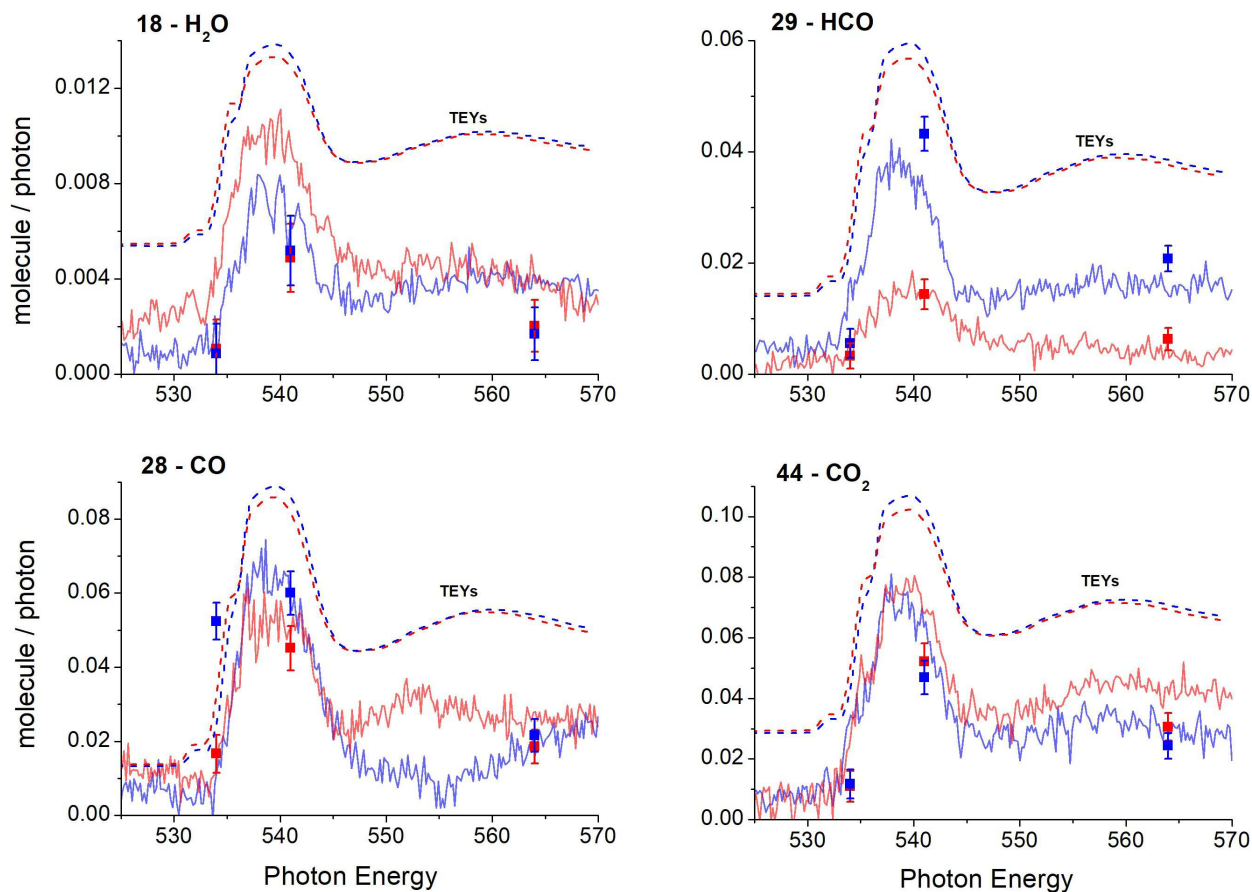 18 - H₂O
molecule / photon
0.012
0.008
0.004
0.000
TEYs
530 540 550 560 570
29 - HCO
0.06
0.04
0.02
0.00
TEYs
530 540 550 560 570
28 - CO
molecule / photon
0.08
0.06
0.04
0.02
0.00
TEYs
530 540 550 560 570
Photon Energy
44 - CO₂
0.10
0.08
0.06
0.04
0.02
0.00
TEYs
530 540 550 560 570
Photon Energy